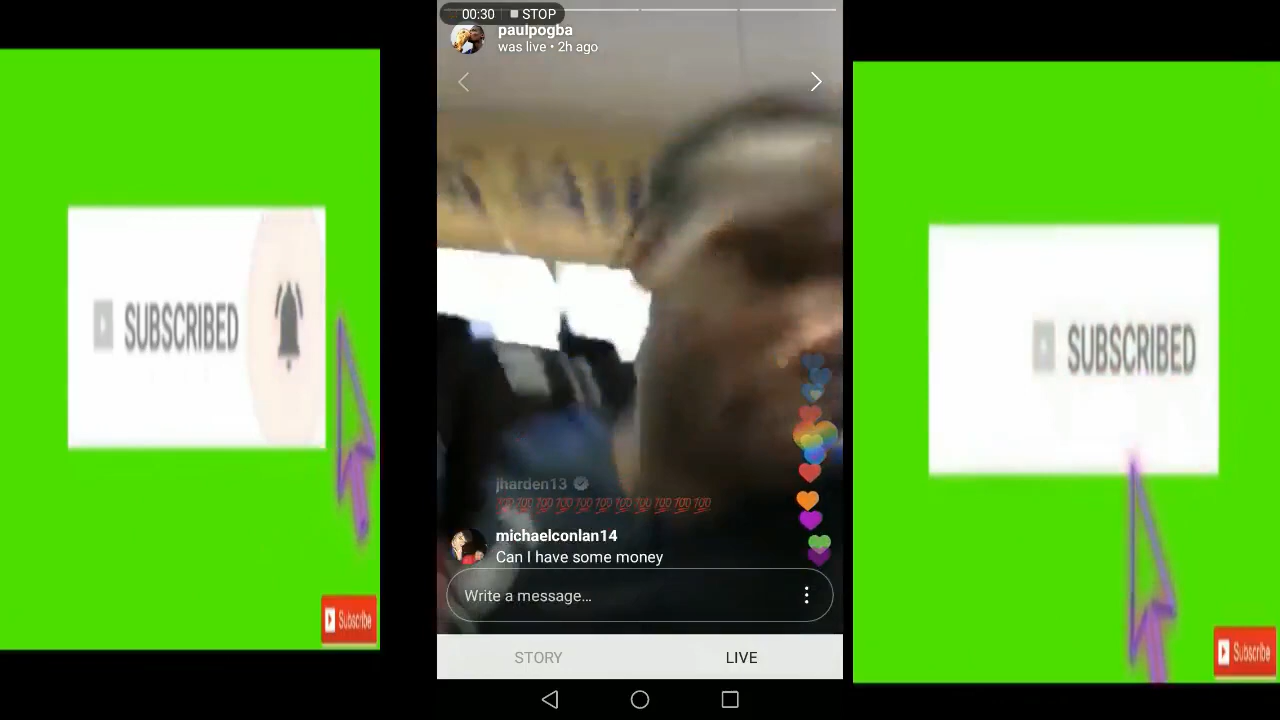 00:30 STOP
paulpogba
was live • 2h ago
SUBSCRIBED
SUBSCRIBED
jharden13
💯💯💯💯💯💯💯💯💯💯💯
michaelconlan14
Can I have some money
Write a message...
Subscribe
Subscribe
STORY LIVE